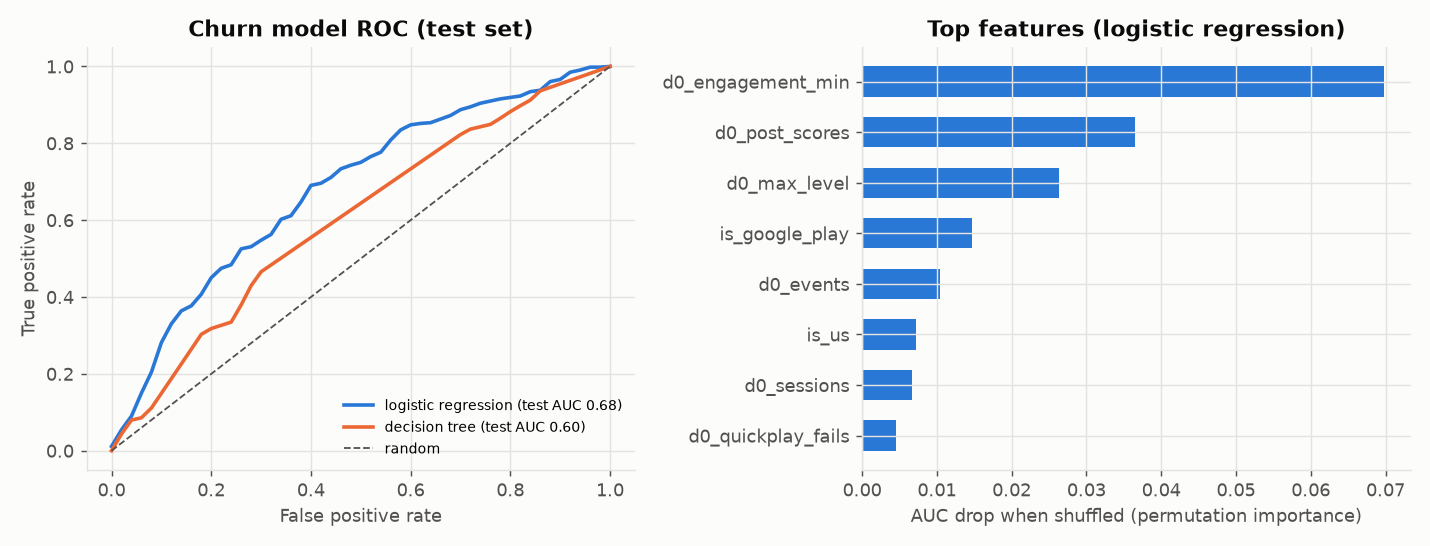 Churn model ROC (test set)
True positive rate
1.0
0.8
0.6
0.4
0.2
0.0
logistic regression (test AUC 0.68)
decision tree (test AUC 0.60)
random
0.0 0.2 0.4 0.6 0.8 1.0
False positive rate
Top features (logistic regression)
d0_engagement_min
d0_post_scores
d0_max_level
is_google_play
d0_events
is_us
d0_sessions
d0_quickplay_fails
0.00 0.01 0.02 0.03 0.04 0.05 0.06 0.07
AUC drop when shuffled (permutation importance)